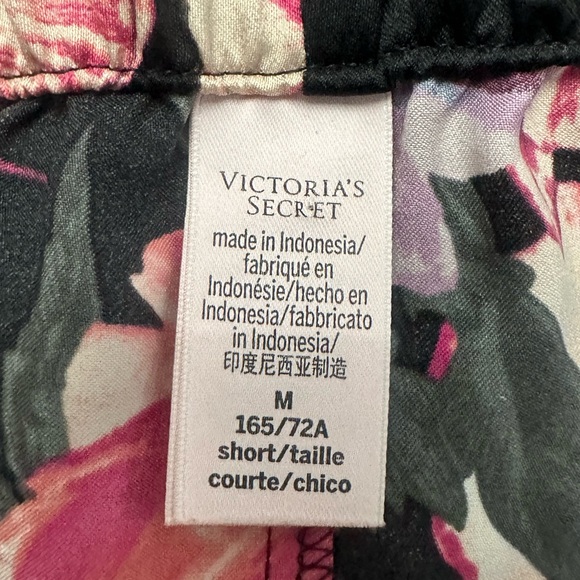 VICTORIA'S
SECRET
made in Indonesia/
fabriqué en
Indonésie/hecho en
Indonesia/fabbricato
in Indonesia/
印度尼西亚制造
M
165/72A
short/taille
courte/chico